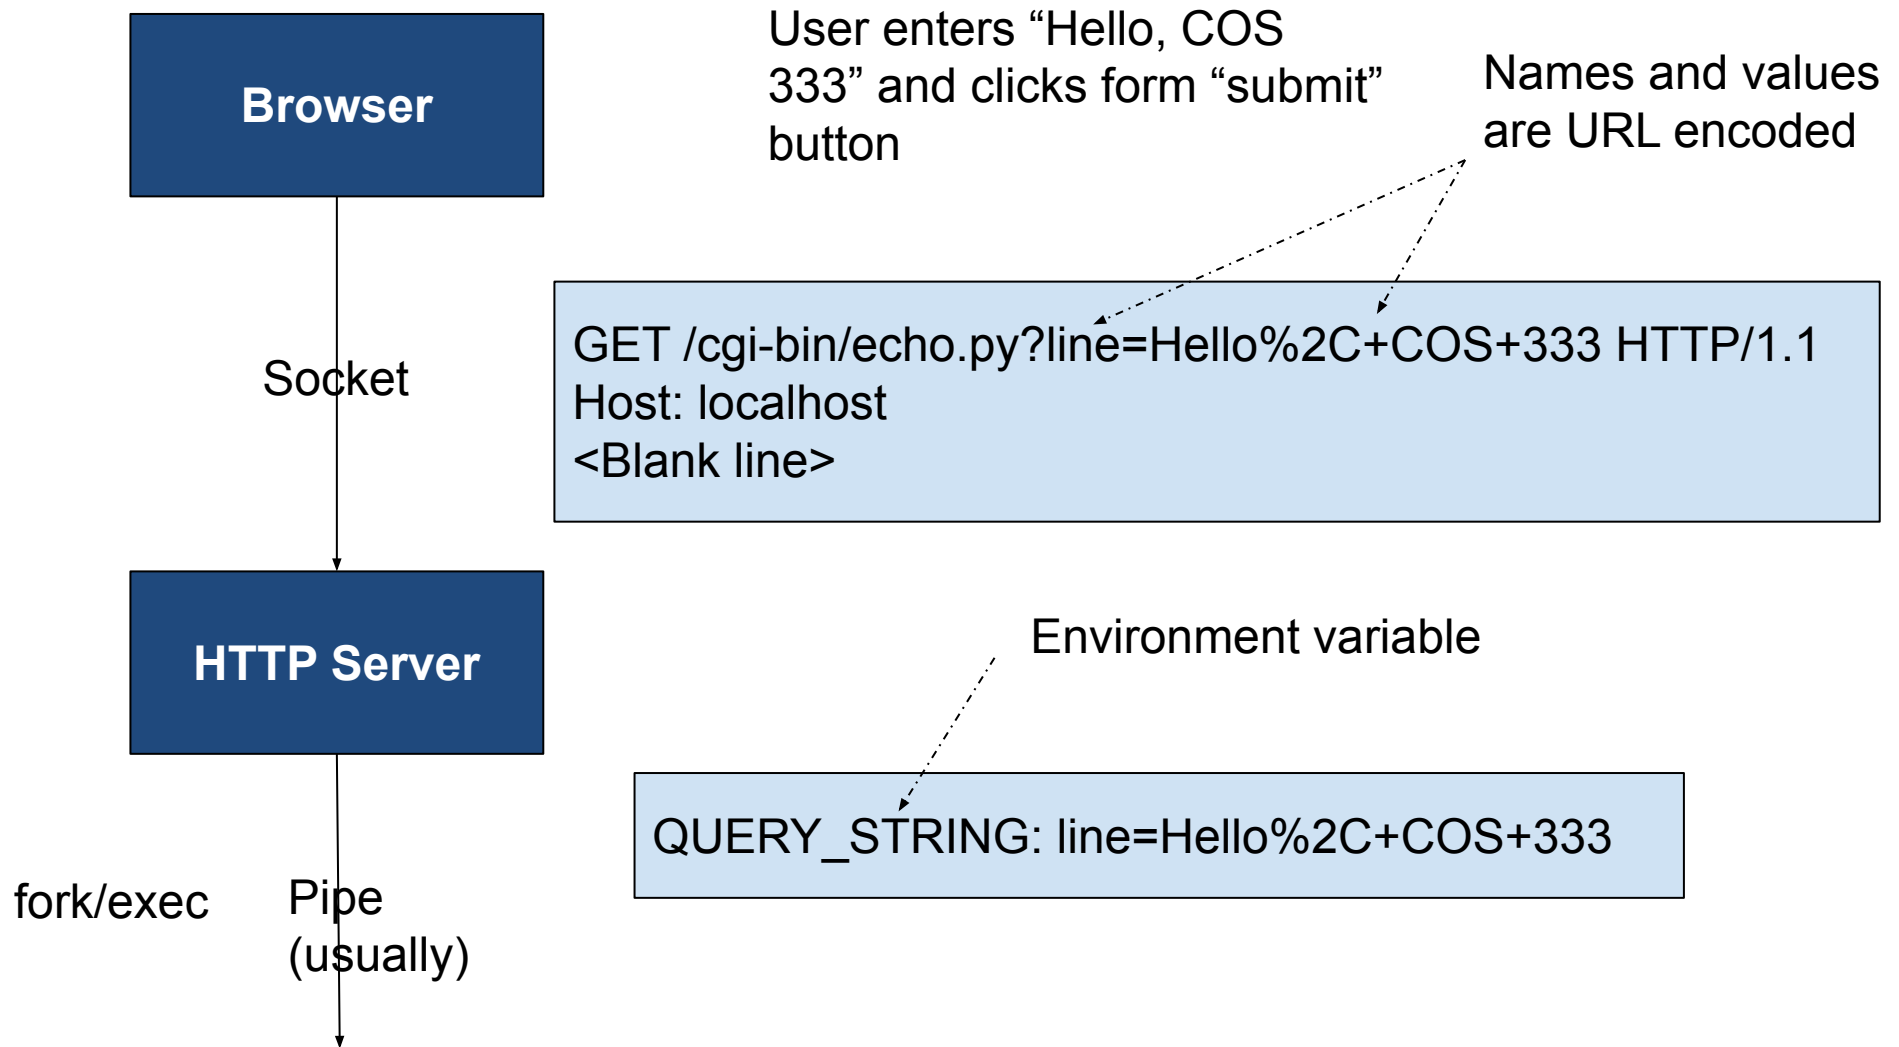 Browser
User enters “Hello, COS
333” and clicks form “submit”
button
Names and values
are URL encoded
Socket
GET /cgi-bin/echo.py?line=Hello%2C+COS+333 HTTP/1.1
Host: localhost
<Blank line>
HTTP Server
Environment variable
QUERY_STRING: line=Hello%2C+COS+333
fork/exec
Pipe
(usually)